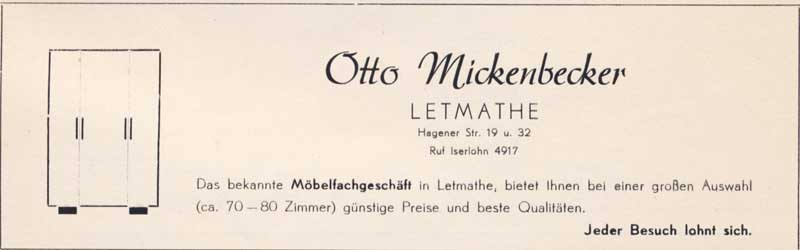 Otto Mickenbecker
LETMATHE
Hagener Str. 19 u. 32
Ruf Iserlohn 4917
Das bekannte Möbelfachgeschäft in Letmathe, bietet Ihnen bei einer großen Auswahl
(ca. 70 – 80 Zimmer) günstige Preise und beste Qualitäten.
Jeder Besuch lohnt sich.